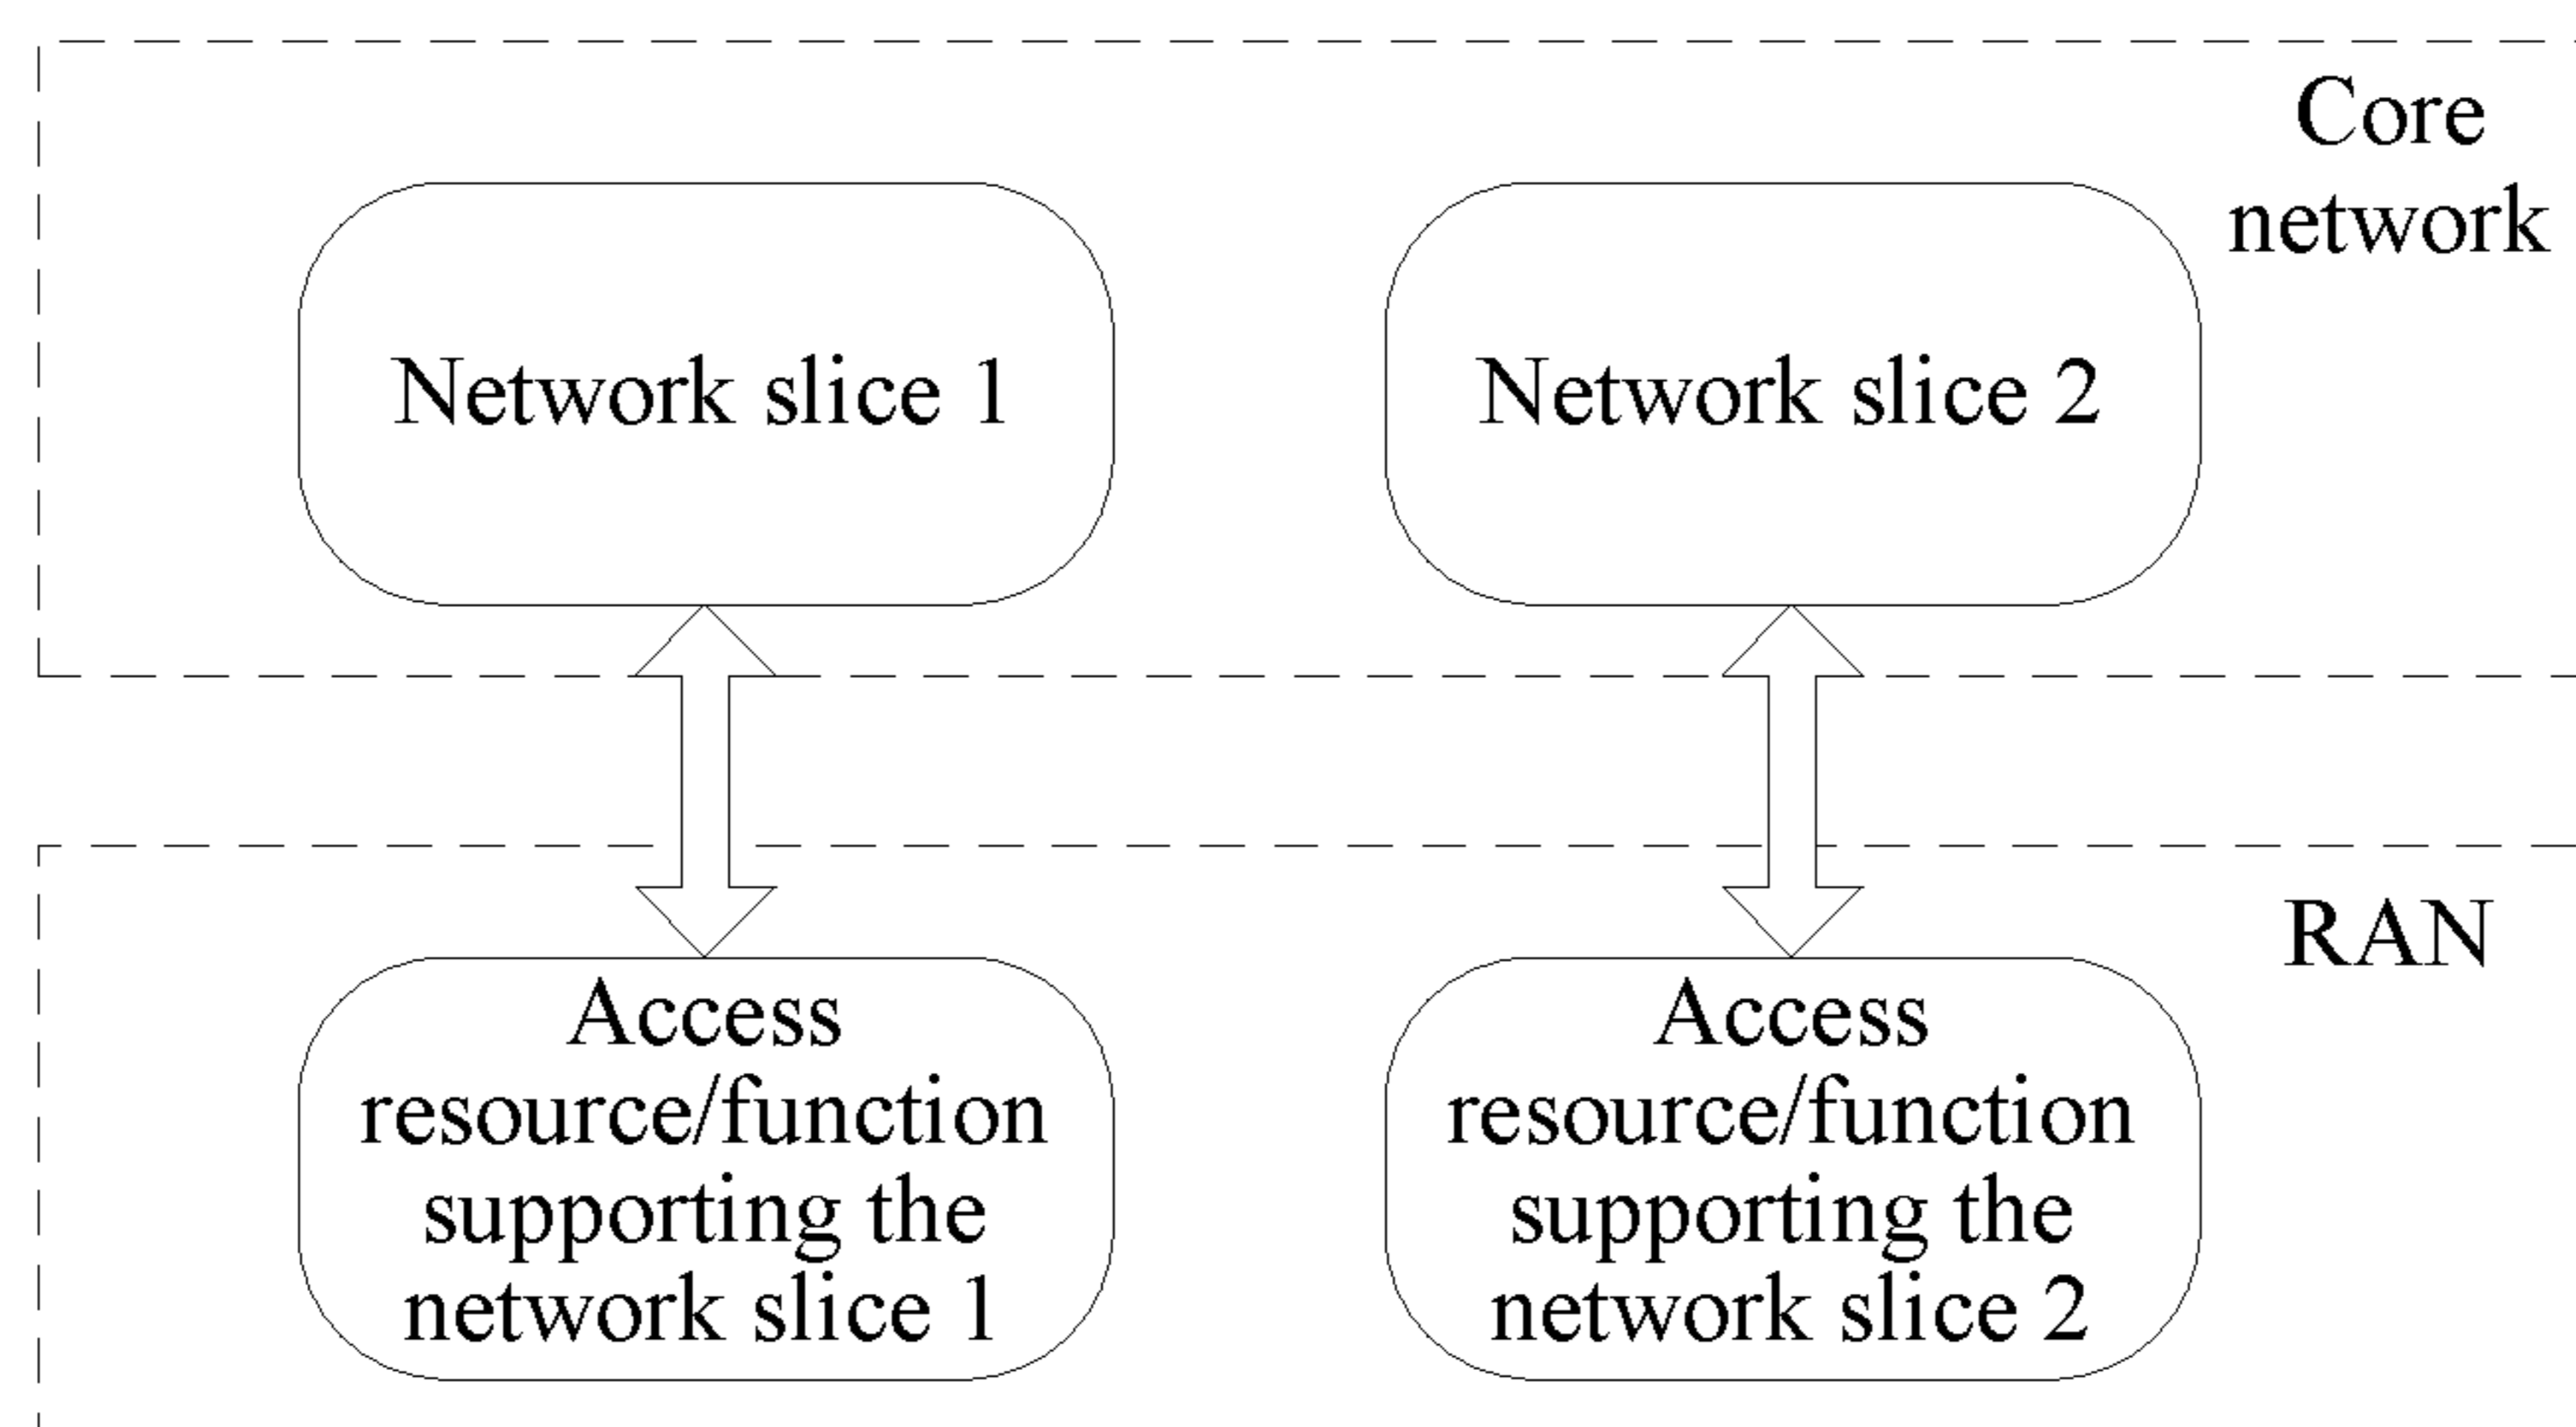 Core
network
Network slice 1
Network slice 2
RAN
Access
resource/function
supporting the
network slice 1
Access
resource/function
supporting the
network slice 2